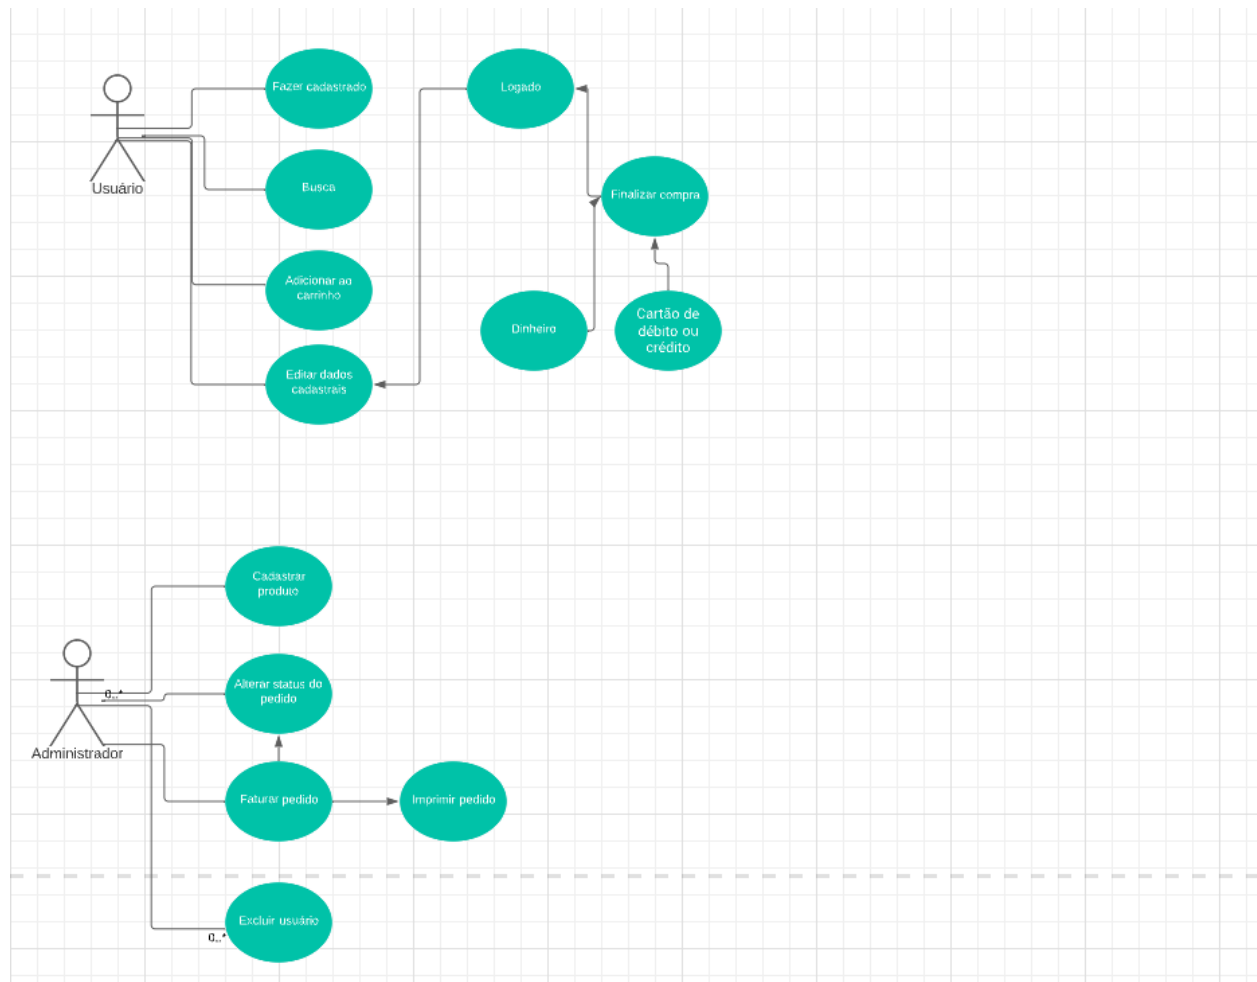 Fazer cadastrado
Logado
Usuário
Busca
Finalizar compra
Adicionar ao
carrinho
Dinheiro
Cartão de
débito ou
crédito
Editar dados
cadastrais
Cadastrar
produto
Alterar status do
pedido
0..*
Administrador
Faturar pedido
Imprimir pedido
Excluir usuário
0..*